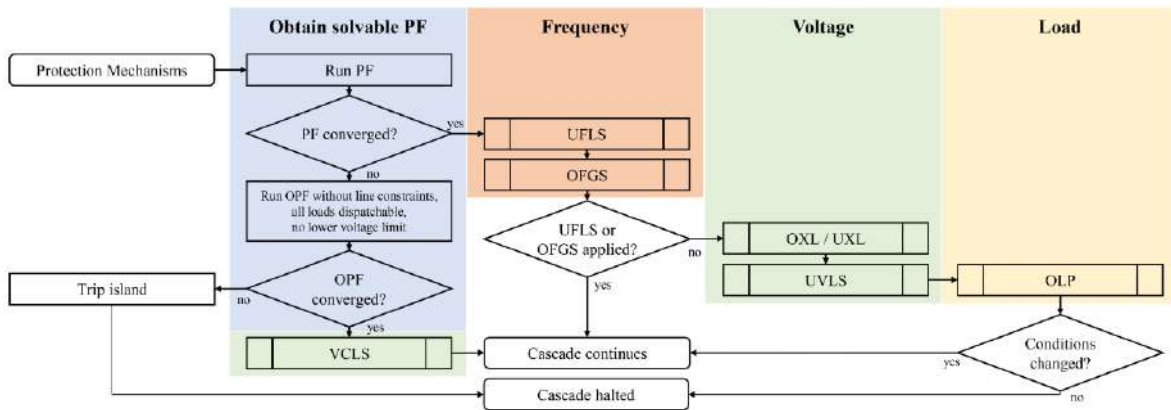 Obtain solvable PF
Frequency
Voltage
Load
Protection Mechanisms
Run PF
PF converged?
yes
no
UFLS
OFGS
Run OPF without line constraints,
all loads dispatchable,
no lower voltage limit
UFLS or
OFGS applied?
no
yes
OXL / UXL
UVLS
OLP
Trip island
no
OPF
converged?
yes
VCLS
Cascade continues
Conditions
changed?
yes
no
Cascade halted